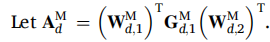 Let A_d^M = (W_{d,1}^M)^T G_{d,1}^M (W_{d,2}^M)^T.